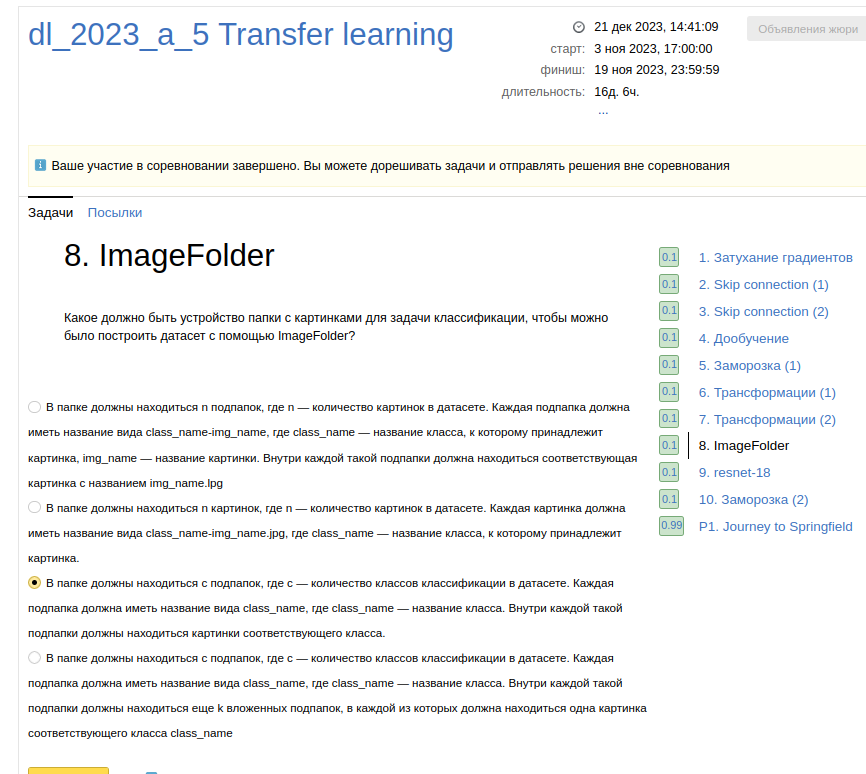 dl_2023_a_5 Transfer learning
21 дек 2023, 14:41:09
старт: 3 ноя 2023, 17:00:00
финиш: 19 ноя 2023, 23:59:59
длительность: 16д. 6ч.
...
Объявления жюри
Ваше участие в соревновании завершено. Вы можете дорешивать задачи и отправлять решения вне соревнования
Задачи Посылки
8. ImageFolder
Какое должно быть устройство папки с картинками для задачи классификации, чтобы можно
было построить датасет с помощью ImageFolder?
В папке должны находиться n подпапок, где n — количество картинок в датасете. Каждая подпапка должна
иметь название вида class_name-img_name, где class_name — название класса, к которому принадлежит
картинка, img_name — название картинки. Внутри каждой такой подпапки должна находиться соответствующая
картинка с названием img_name.lpg
В папке должны находиться n картинок, где n — количество картинок в датасете. Каждая картинка должна
иметь название вида class_name-img_name.jpg, где class_name — название класса, к которому принадлежит
картинка.
В папке должны находиться c подпапок, где c — количество классов классификации в датасете. Каждая
подпапка должна иметь название вида class_name, где class_name — название класса. Внутри каждой такой
подпапки должны находиться картинки соответствующего класса.
В папке должны находиться c подпапок, где c — количество классов классификации в датасете. Каждая
подпапка должна иметь название вида class_name, где class_name — название класса. Внутри каждой такой
подпапки должны находиться еще k вложенных подпапок, в каждой из которых должна находиться одна картинка
соответствующего класса class_name
0.1 1. Затухание градиентов
0.1 2. Skip connection (1)
0.1 3. Skip connection (2)
0.1 4. Дообучение
0.1 5. Заморозка (1)
0.1 6. Трансформации (1)
0.1 7. Трансформации (2)
0.1 8. ImageFolder
0.1 9. resnet-18
0.1 10. Заморозка (2)
0.99 P1. Journey to Springfield